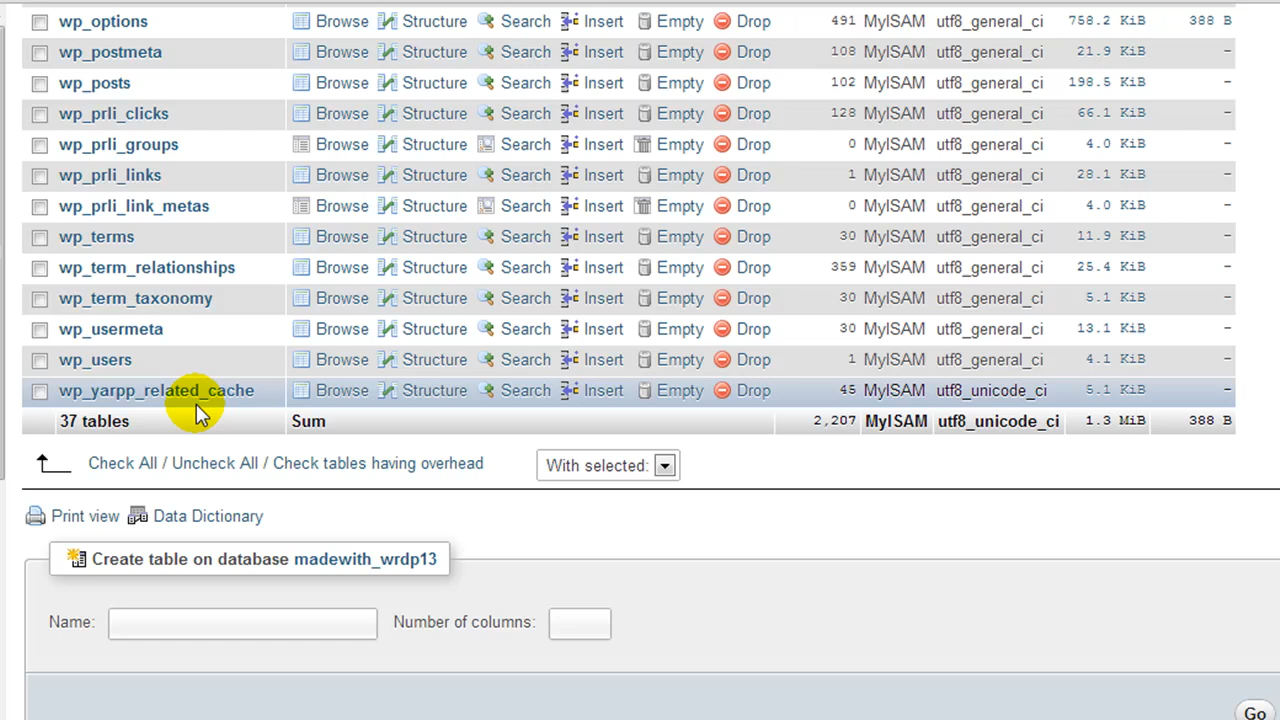 wp_options Browse Structure Search Insert Empty Drop 491 MyISAM utf8_general_ci 758.2 KiB 388 B
wp_postmeta Browse Structure Search Insert Empty Drop 108 MyISAM utf8_general_ci 21.9 KiB -
wp_posts Browse Structure Search Insert Empty Drop 102 MyISAM utf8_general_ci 198.5 KiB -
wp_prli_clicks Browse Structure Search Insert Empty Drop 128 MyISAM utf8_general_ci 66.1 KiB -
wp_prli_groups Browse Structure Search Insert Empty Drop 0 MyISAM utf8_general_ci 4.0 KiB -
wp_prli_links Browse Structure Search Insert Empty Drop 1 MyISAM utf8_general_ci 28.1 KiB -
wp_prli_link_metas Browse Structure Search Insert Empty Drop 0 MyISAM utf8_general_ci 4.0 KiB -
wp_terms Browse Structure Search Insert Empty Drop 30 MyISAM utf8_general_ci 11.9 KiB -
wp_term_relationships Browse Structure Search Insert Empty Drop 359 MyISAM utf8_general_ci 25.4 KiB -
wp_term_taxonomy Browse Structure Search Insert Empty Drop 30 MyISAM utf8_general_ci 5.1 KiB -
wp_usermeta Browse Structure Search Insert Empty Drop 30 MyISAM utf8_general_ci 13.1 KiB -
wp_users Browse Structure Search Insert Empty Drop 1 MyISAM utf8_general_ci 4.1 KiB -
wp_yarpp_related_cache Browse Structure Search Insert Empty Drop 45 MyISAM utf8_unicode_ci 5.1 KiB -
37 tables Sum 2,207 MyISAM utf8_unicode_ci 1.3 MiB 388 B
Check All / Uncheck All / Check tables having overhead With selected:
Print view Data Dictionary
Create table on database madewith_wrdp13
Name: Number of columns:
Go